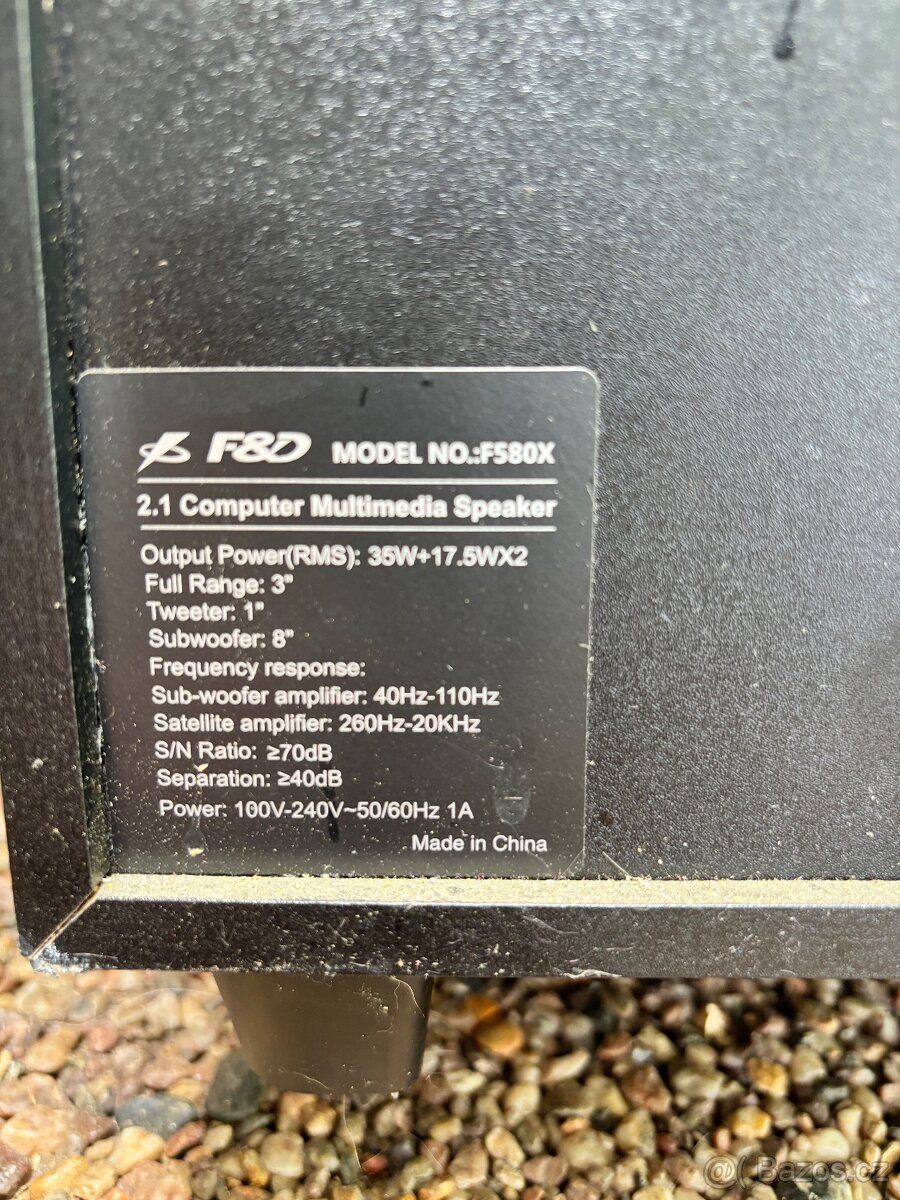 F&D MODEL NO.:F580X
2.1 Computer Multimedia Speaker
Output Power(RMS): 35W+17.5WX2
Full Range: 3"
Tweeter: 1"
Subwoofer: 8"
Frequency response:
Sub-woofer amplifier: 40Hz-110Hz
Satellite amplifier: 260Hz-20KHz
S/N Ratio: ≥70dB
Separation: ≥40dB
Power: 100V-240V~50/60Hz 1A
Made in China
@( Bazos.cz